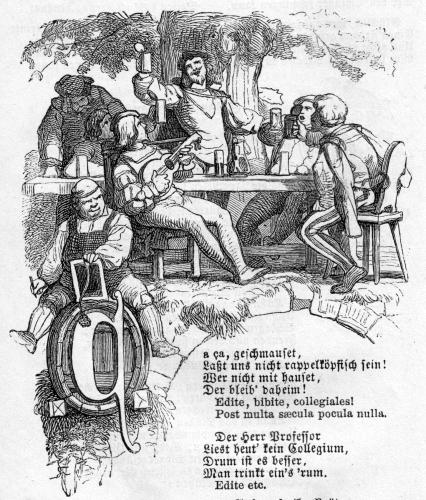 Ça ça, geschmauset,
Laßt uns nicht rappelköpfisch sein!
Wer nicht mit hauset,
Der bleib' daheim!
Edite, bibite, collegiales!
Post multa sæcula pocula nulla.
Der Herr Professor
Liest heut' kein Collegium,
Drum ist es besser,
Man trinkt ein's 'rum.
Edite etc.